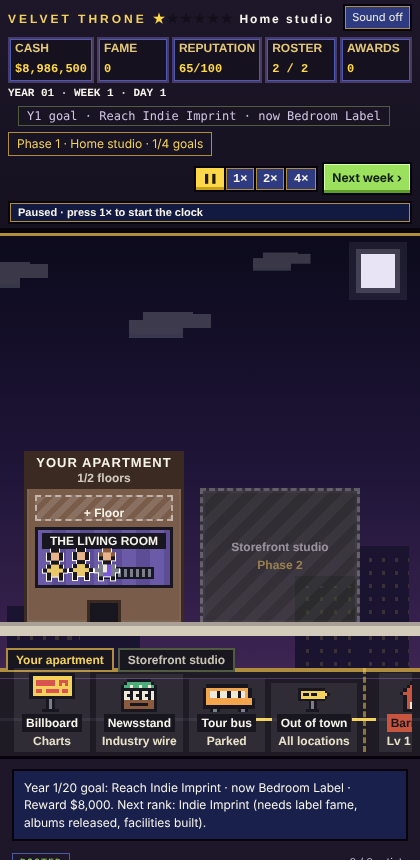 VELVET THRONE ★★★★★★★ Home studio Sound off
CASH FAME REPUTATION ROSTER AWARDS
$8,986,500 0 65/100 2 / 2 0
YEAR 01 · WEEK 1 · DAY 1
Y1 goal · Reach Indie Imprint · now Bedroom Label
Phase 1 · Home studio · 1/4 goals
1× 2× 4× Next week ›
Paused · press 1× to start the clock
YOUR APARTMENT
1/2 floors
+ Floor
THE LIVING ROOM
Storefront studio
Phase 2
Your apartment Storefront studio
Billboard Newsstand Tour bus Out of town Bar
Charts Industry wire Parked All locations Lv 1
Year 1/20 goal: Reach Indie Imprint · now Bedroom Label ·
Reward $8,000. Next rank: Indie Imprint (needs label fame,
albums released, facilities built).